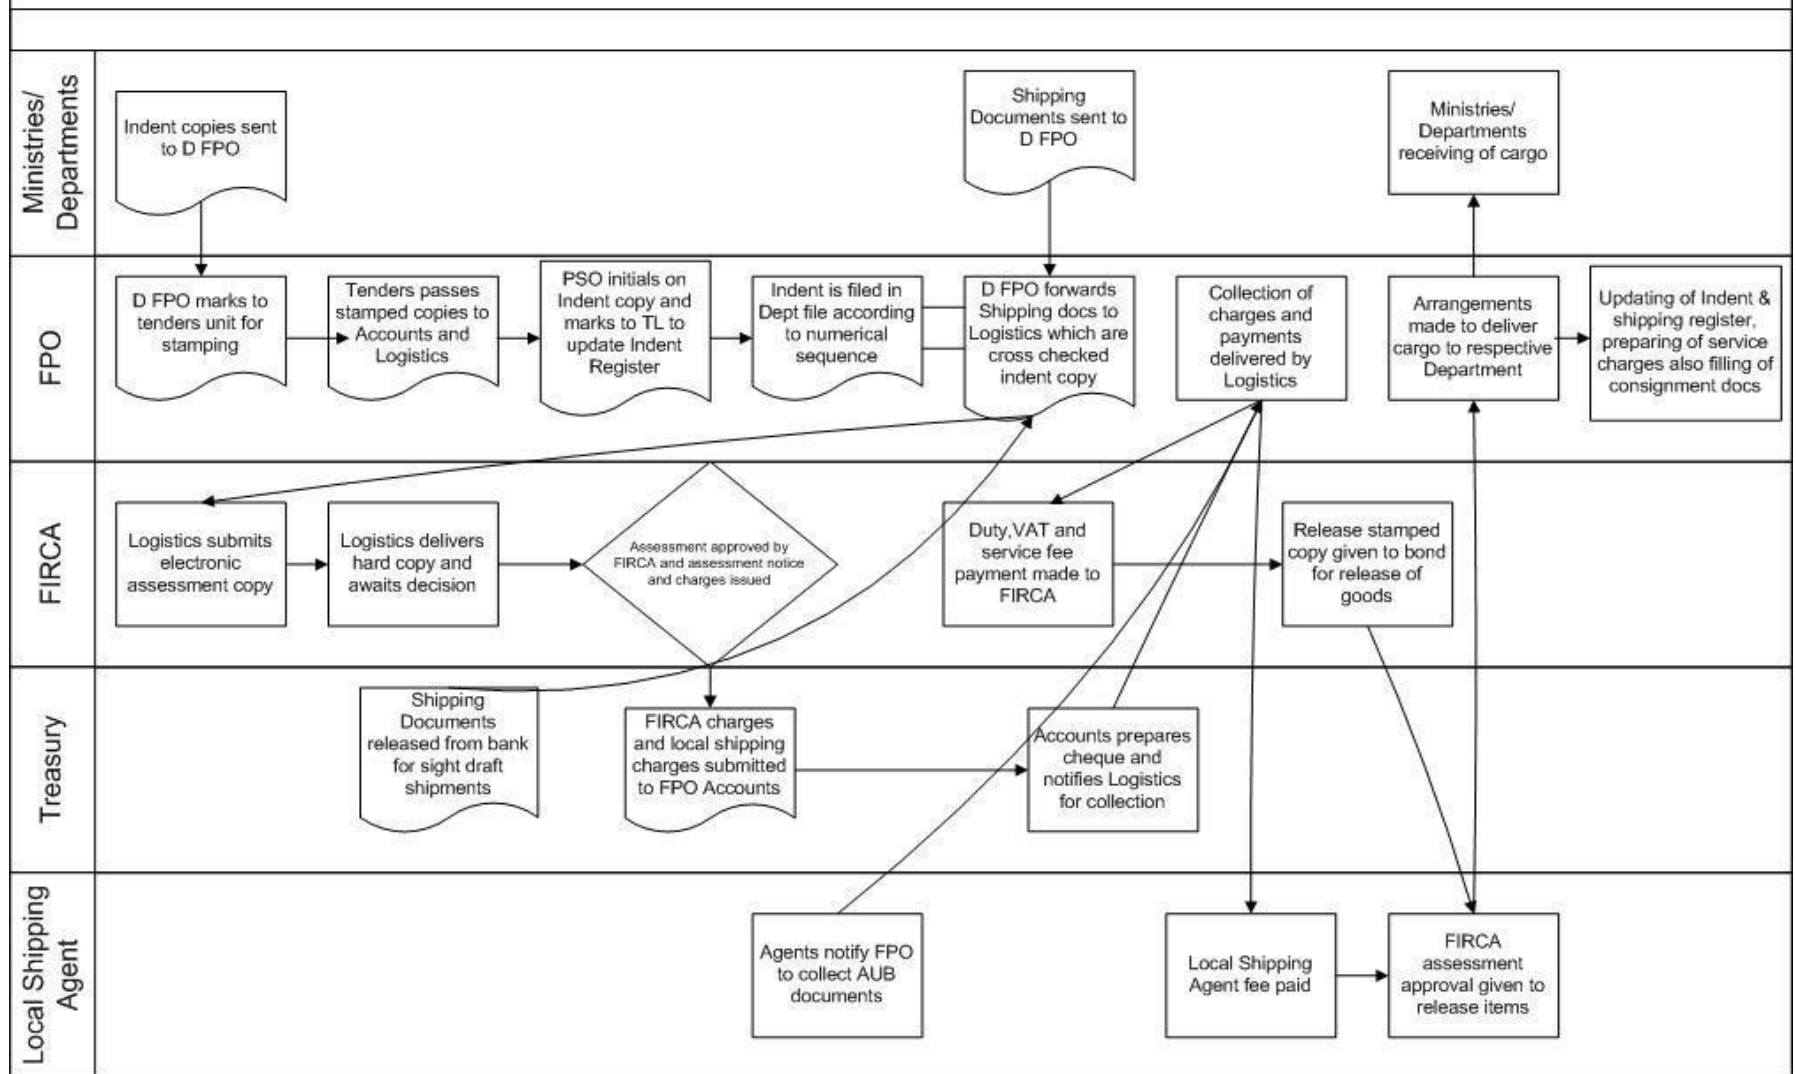 Ministries/
Departments
Indent copies sent
to D FPO
Shipping
Documents sent to
D FPO
Ministries/
Departments
receiving of cargo
FPO
D FPO marks to
tenders unit for
stamping
Tenders passes
stamped copies to
Accounts and
Logistics
PSO initials on
Indent copy and
marks to TL to
update Indent
Register
Indent is filed in
Dept file according
to numerical
sequence
D FPO forwards
Shipping docs to
Logistics which are
cross checked
indent copy
Collection of
charges and
payments
delivered by
Logistics
Arrangements
made to deliver
cargo to respective
Department
Updating of Indent &
shipping register,
preparing of service
charges also filling of
consignment docs
FIRCA
Logistics submits
electronic
assessment copy
Logistics delivers
hard copy and
awaits decision
Assessment approved by
FIRCA and assessment notice
and charges issued
Duty,VAT and
service fee
payment made to
FIRCA
Release stamped
copy given to bond
for release of
goods
Treasury
Shipping
Documents
released from bank
for sight draft
shipments
FIRCA charges
and local shipping
charges submitted
to FPO Accounts
Accounts prepares
cheque and
notifies Logistics
for collection
Local Shipping
Agent
Agents notify FPO
to collect AUB
documents
Local Shipping
Agent fee paid
FIRCA
assessment
approval given to
release items